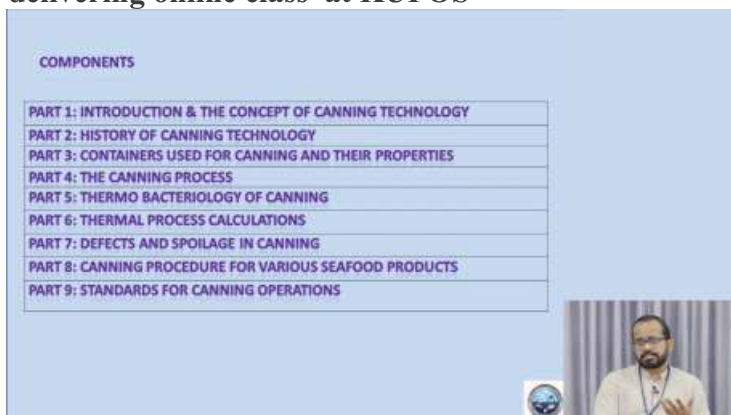 delivering online class at KUFOS
COMPONENTS
PART 1: INTRODUCTION & THE CONCEPT OF CANNING TECHNOLOGY
PART 2: HISTORY OF CANNING TECHNOLOGY
PART 3: CONTAINERS USED FOR CANNING AND THEIR PROPERTIES
PART 4: THE CANNING PROCESS
PART 5: THERMO BACTERIOLOGY OF CANNING
PART 6: THERMAL PROCESS CALCULATIONS
PART 7: DEFECTS AND SPOILAGE IN CANNING
PART 8: CANNING PROCEDURE FOR VARIOUS SEAFOOD PRODUCTS
PART 9: STANDARDS FOR CANNING OPERATIONS